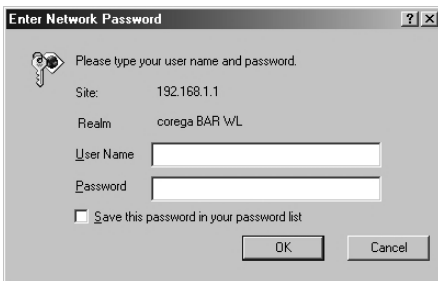 Enter Network Password
Please type your user name and password.
Site: 192.168.1.1
Realm corega BAR WL
User Name
Password
Save this password in your password list
OK Cancel